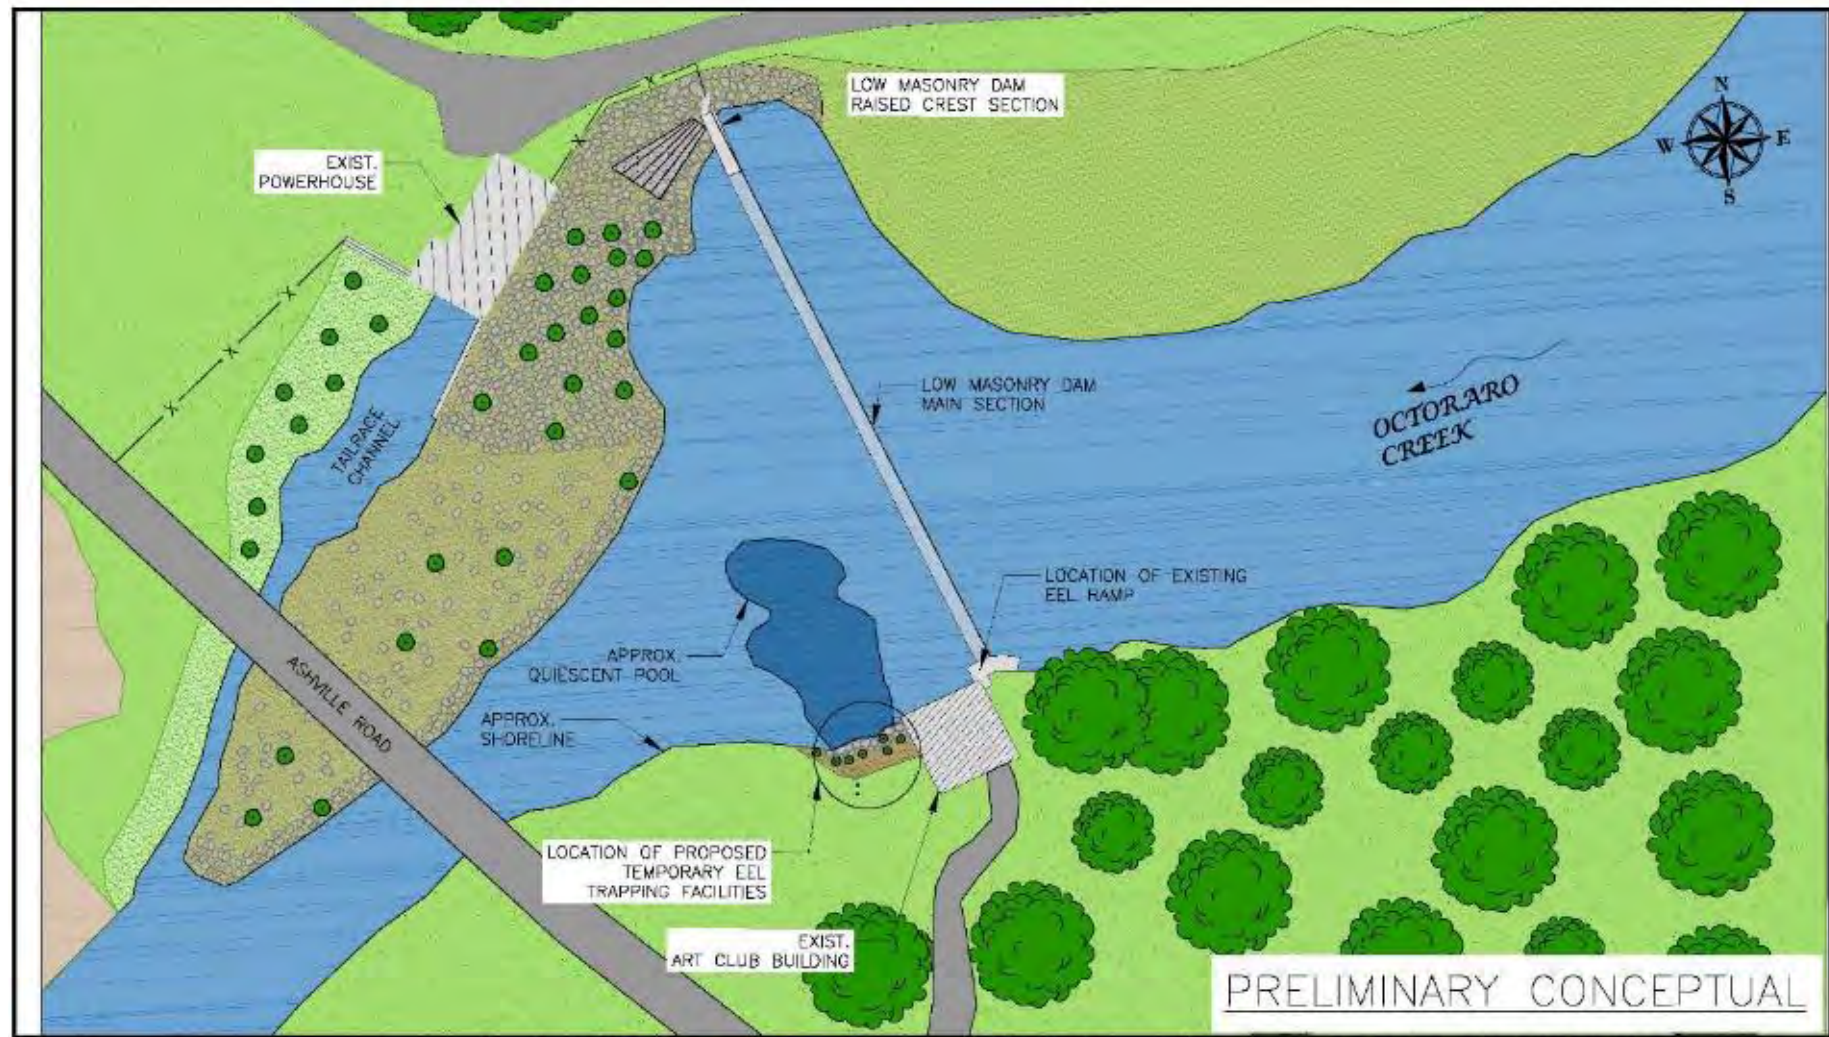 LOW MASONRY DAM
RAISED CREST SECTION
N
W
E
S
EXIST.
POWERHOUSE
X
X
X
X
X
LOW MASONRY DAM
MAIN SECTION
OCTORARO
CREEK
TAILRACE
CHANNEL
LOCATION OF EXISTING
EEL RAMP
APPROX.
QUIESCENT POOL
ASHVILLE ROAD
APPROX.
SHORELINE
LOCATION OF PROPOSED
TEMPORARY EEL
TRAPPING FACILITIES
EXIST.
ART CLUB BUILDING
PRELIMINARY CONCEPTUAL